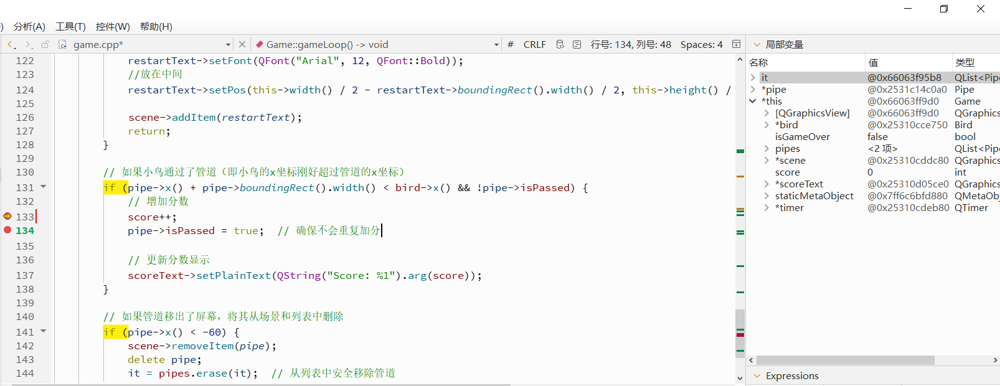 ) 分析(A) 工具(T) 控件(W) 帮助(H)
game.cpp* Game::gameLoop() -> void # CRLF 行号: 134, 列号: 48 Spaces: 4
122 restartText->setFont(QFont("Arial", 12, QFont::Bold));
123 //放在中间
124 restartText->setPos(this->width() / 2 - restartText->boundingRect().width() / 2, this->height() /
125
126 scene->addItem(restartText);
127 return;
128 }
129
130 // 如果小鸟通过了管道（即小鸟的x坐标刚好超过管道的x坐标）
131 if (pipe->x() + pipe->boundingRect().width() < bird->x() && !pipe->isPassed) {
132 // 增加分数
133 score++;
134 pipe->isPassed = true; // 确保不会重复加分
135
136 // 更新分数显示
137 scoreText->setPlainText(QString("Score: %1").arg(score));
138 }
139
140 // 如果管道移出了屏幕，将其从场景和列表中删除
141 if (pipe->x() < -60) {
142 scene->removeItem(pipe);
143 delete pipe;
144 it = pipes.erase(it); // 从列表中安全移除管道
局部变量
名称 值 类型
it @0x66063f95b8 QList<Pipe
*pipe @0x2531c14c0a0 Pipe
*this @0x66063ff9d0 Game
[QGraphicsView] @0x66063ff9d0 QGraphics
*bird @0x25310cce750 Bird
isGameOver false bool
pipes <2 项> QList<Pipe
*scene @0x25310cddc80 QGraphics
score 0 int
*scoreText @0x25310d05ce0 QGraphics
staticMetaObject @0x7ff6c6bfd880 QMetaObj
*timer @0x25310cdeb80 QTimer
Expressions